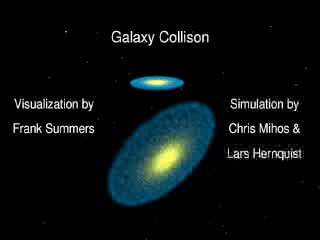 Galaxy Collison
Visualization by
Frank Summers
Simulation by
Chris Mihos &
Lars Hernquist